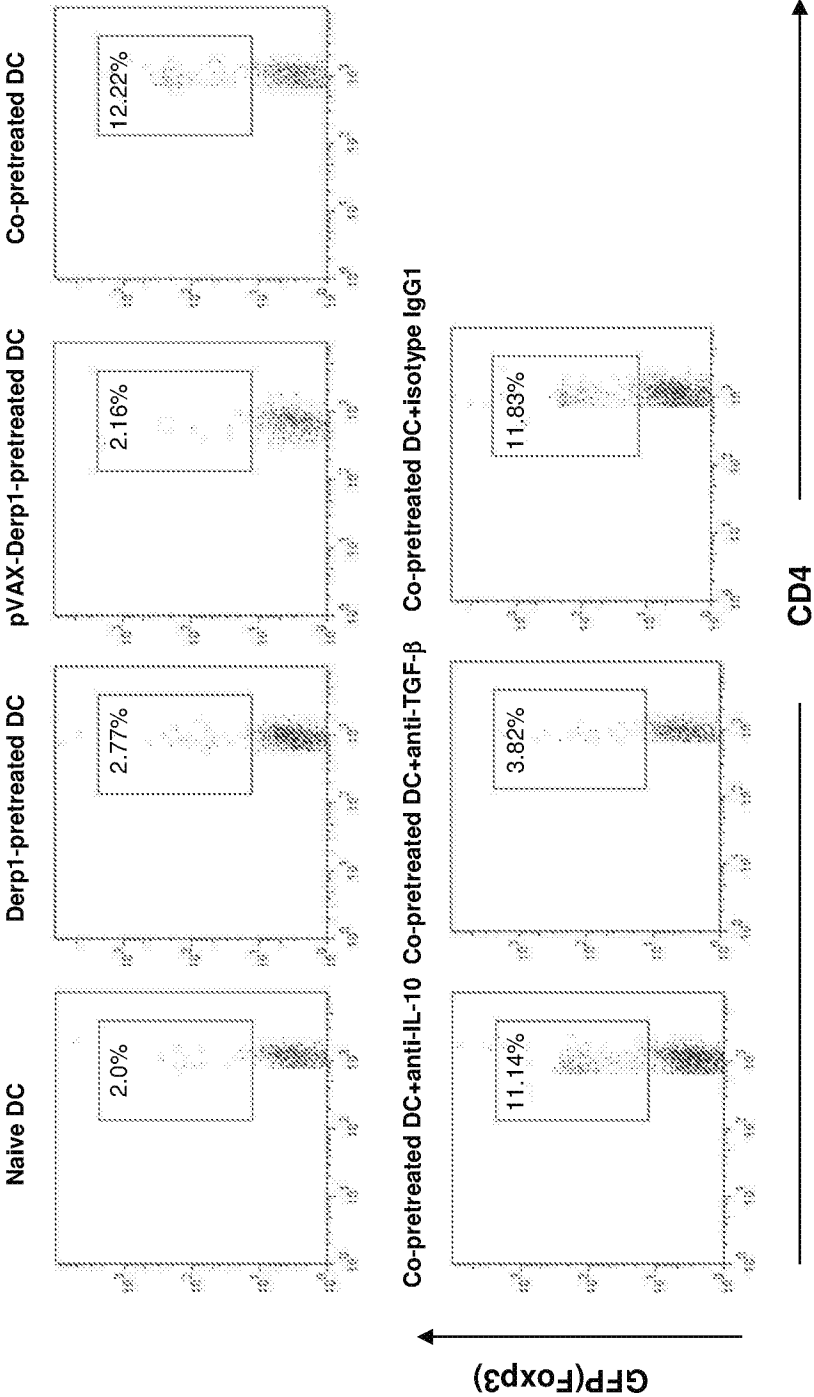 Naive DC
Derp1-pretreated DC
pVAX-Derp1-pretreated DC
Co-pretreated DC
2.0%
2.77%
2.16%
12.22%
Co-pretreated DC+anti-IL-10
Co-pretreated DC+anti-TGF-β
Co-pretreated DC+isotype IgG1
11.14%
3.82%
11.83%
GFP(Foxp3)
CD4